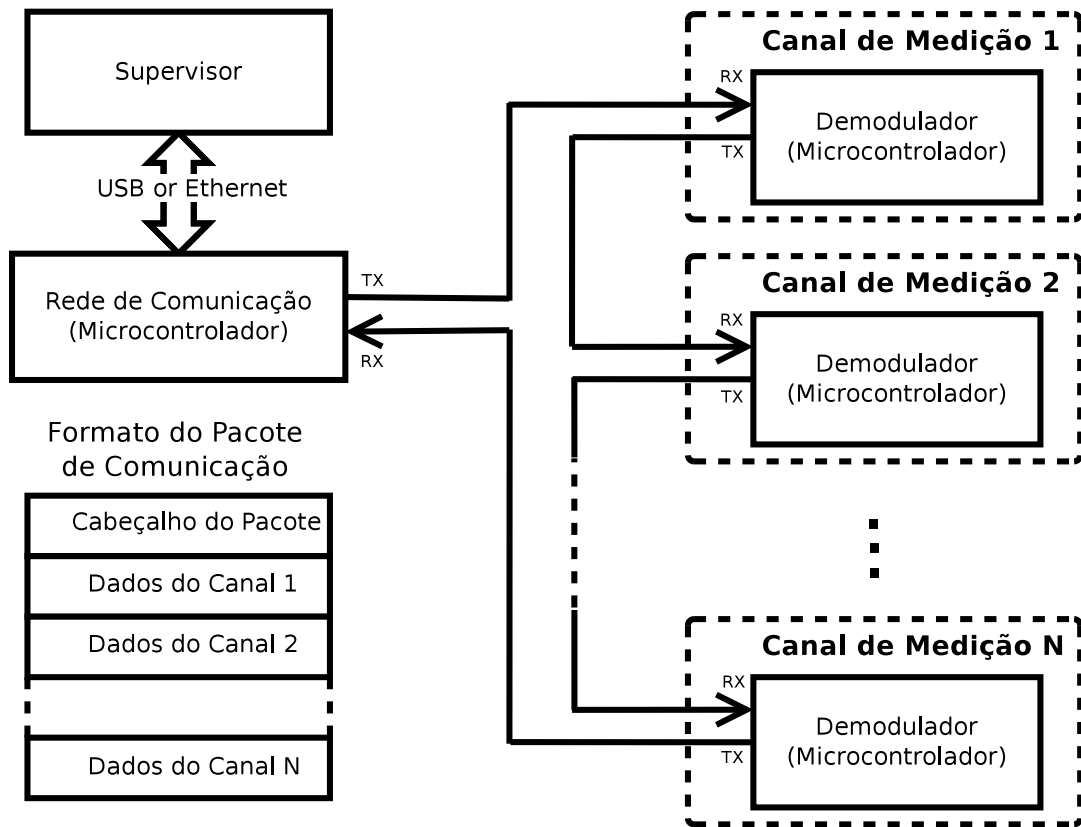 Supervisor
USB or Ethernet
Rede de Comunicação
(Microcontrolador)
TX
RX
Formato do Pacote
de Comunicação
Cabeçalho do Pacote
Dados do Canal 1
Dados do Canal 2
Dados do Canal N
Canal de Medição 1
RX
TX
Demodulador
(Microcontrolador)
Canal de Medição 2
RX
TX
Demodulador
(Microcontrolador)
Canal de Medição N
RX
TX
Demodulador
(Microcontrolador)